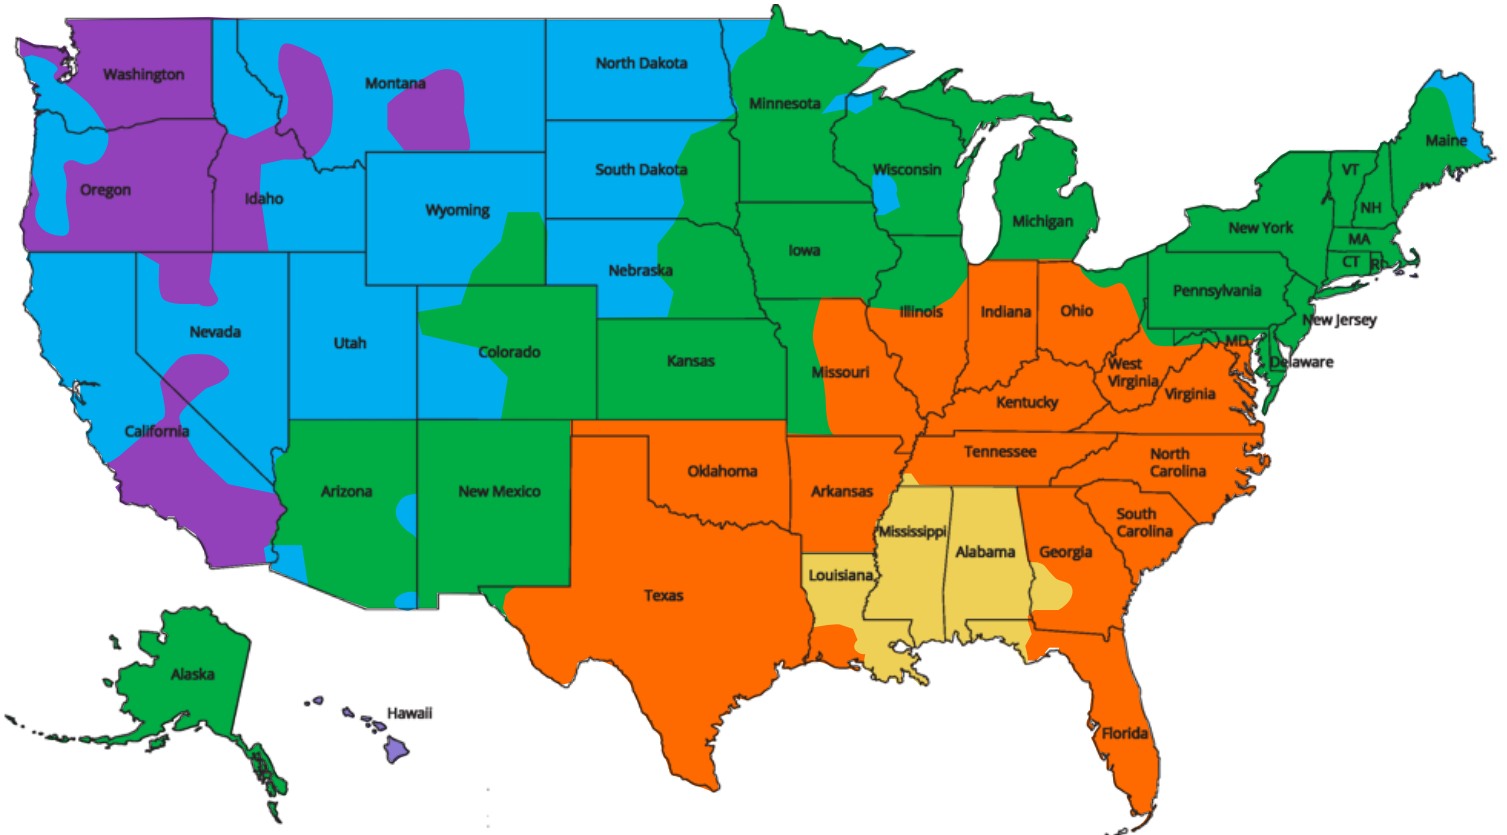 Washington
Montana
North Dakota
Minnesota
Maine
Oregon
Idaho
Wyoming
South Dakota
Wisconsin
Michigan
VT
NH
New York
MA
CT
RI
Nevada
Utah
Nebraska
Iowa
Illinois
Indiana
Ohio
Pennsylvania
New Jersey
MD
Delaware
Colorado
Kansas
Missouri
West
Virginia
Virginia
Kentucky
California
Arizona
New Mexico
Oklahoma
Arkansas
Tennessee
North
Carolina
South
Carolina
Mississippi
Alabama
Georgia
Louisiana
Texas
Florida
Alaska
Hawaii